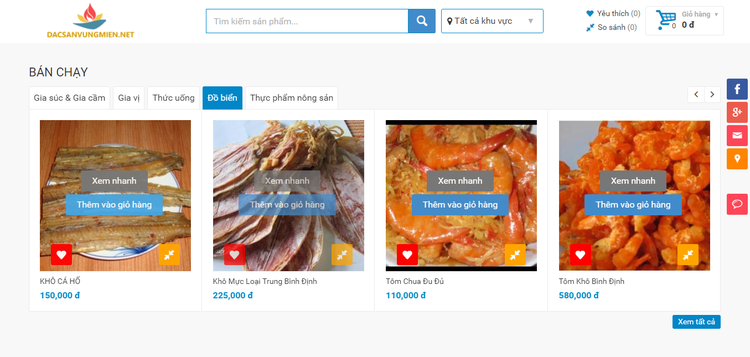 DACSANVUNGMIEN.NET
Tìm kiếm sản phẩm...
Tất cả khu vực
Yêu thích (0)
So sánh (0)
0
Giỏ hàng
0 đ
BÁN CHẠY
Gia súc & Gia cầm
Gia vị
Thức uống
Đồ biển
Thực phẩm nông sản
Xem nhanh
Thêm vào giỏ hàng
KHÔ CÁ HỐ
150,000 đ
Xem nhanh
Thêm vào giỏ hàng
Khô Mực Loại Trung Bình Định
225,000 đ
Xem nhanh
Thêm vào giỏ hàng
Tôm Chua Đu Đủ
110,000 đ
Xem nhanh
Thêm vào giỏ hàng
Tôm Khô Bình Định
580,000 đ
Xem tất cả